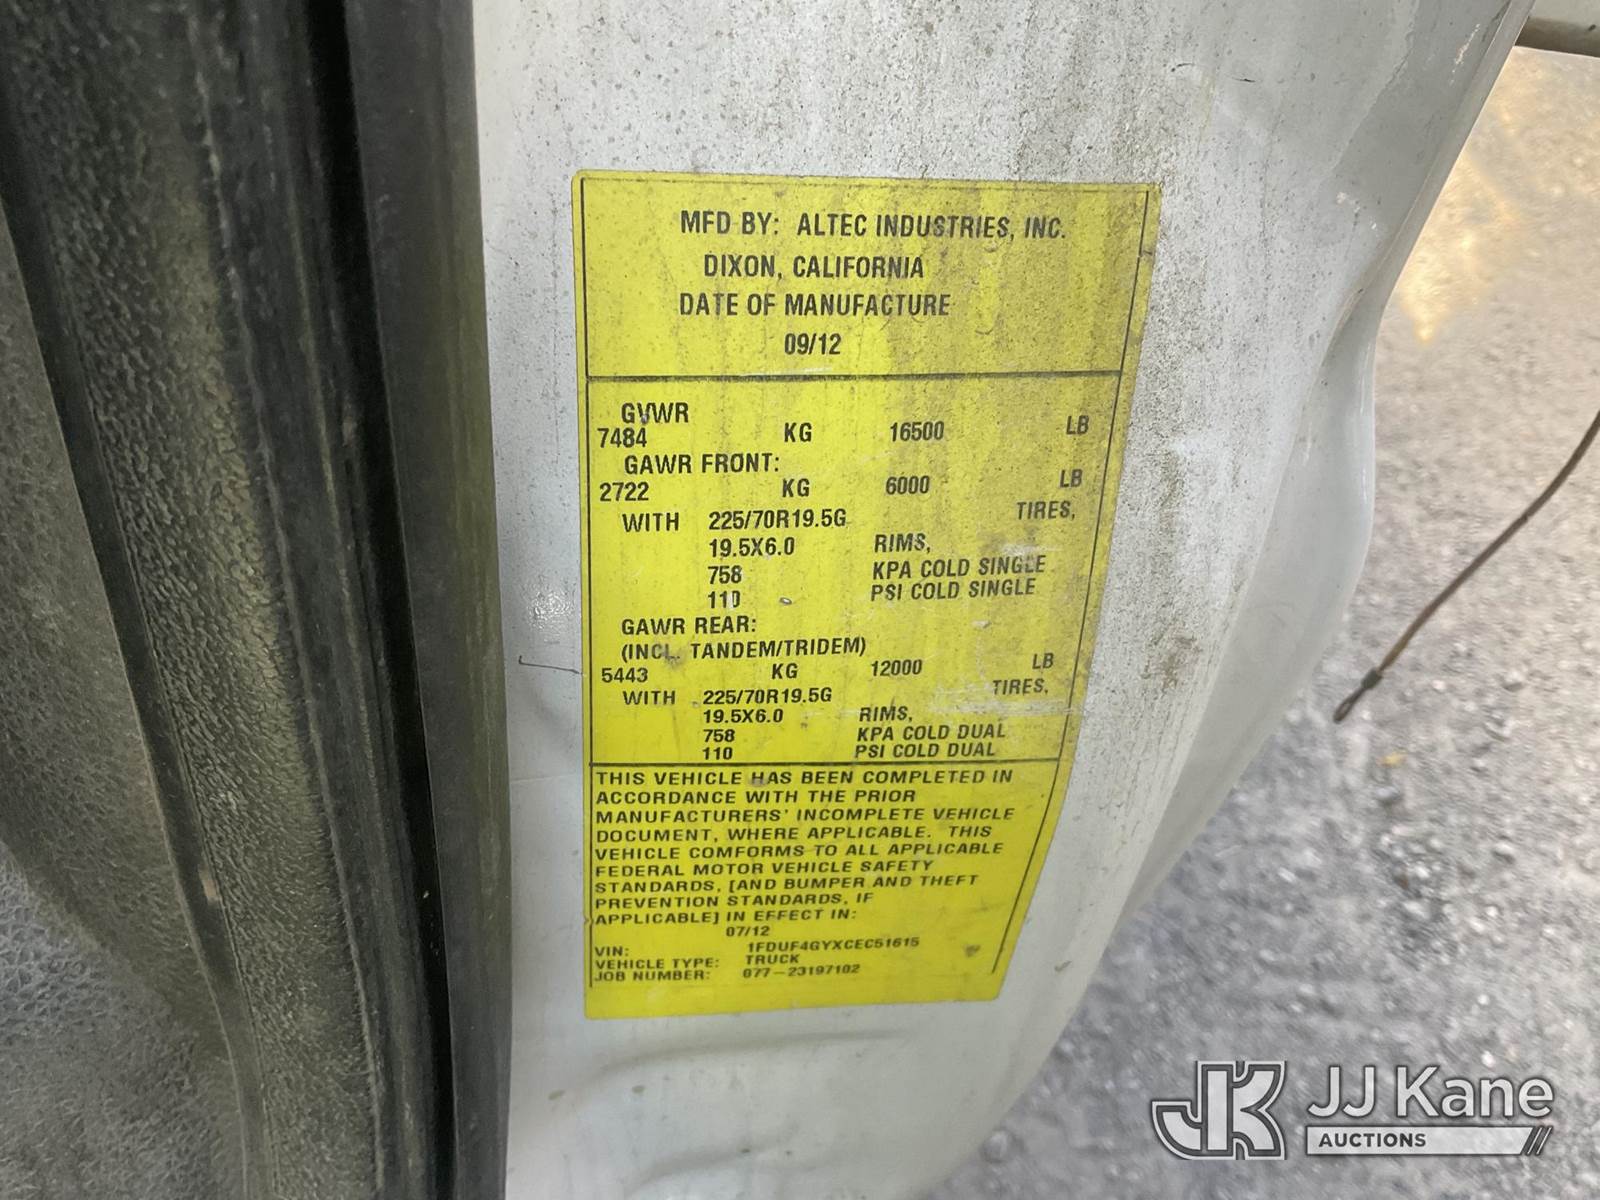 MFD BY: ALTEC INDUSTRIES, INC.
DIXON, CALIFORNIA
DATE OF MANUFACTURE
09/12
GVWR
7484 KG 16500 LB
GAWR FRONT:
2722 KG 6000 LB
WITH 225/70R19.5G TIRES,
19.5X6.0 RIMS,
758 KPA COLD SINGLE
110 PSI COLD SINGLE
GAWR REAR:
(INCL. TANDEM/TRIDEM)
5443 KG 12000 LB
WITH 225/70R19.5G TIRES,
19.5X6.0 RIMS,
758 KPA COLD DUAL
110 PSI COLD DUAL
THIS VEHICLE HAS BEEN COMPLETED IN
ACCORDANCE WITH THE PRIOR
MANUFACTURERS' INCOMPLETE VEHICLE
DOCUMENT, WHERE APPLICABLE. THIS
VEHICLE COMFORMS TO ALL APPLICABLE
FEDERAL MOTOR VEHICLE SAFETY
STANDARDS, [AND BUMPER AND THEFT
PREVENTION STANDARDS, IF
APPLICABLE] IN EFFECT IN:
07/12
VIN: 1FDUF4GYXCEC51615
VEHICLE TYPE: TRUCK
JOB NUMBER: 077-23197102
JK JJ Kane
AUCTIONS